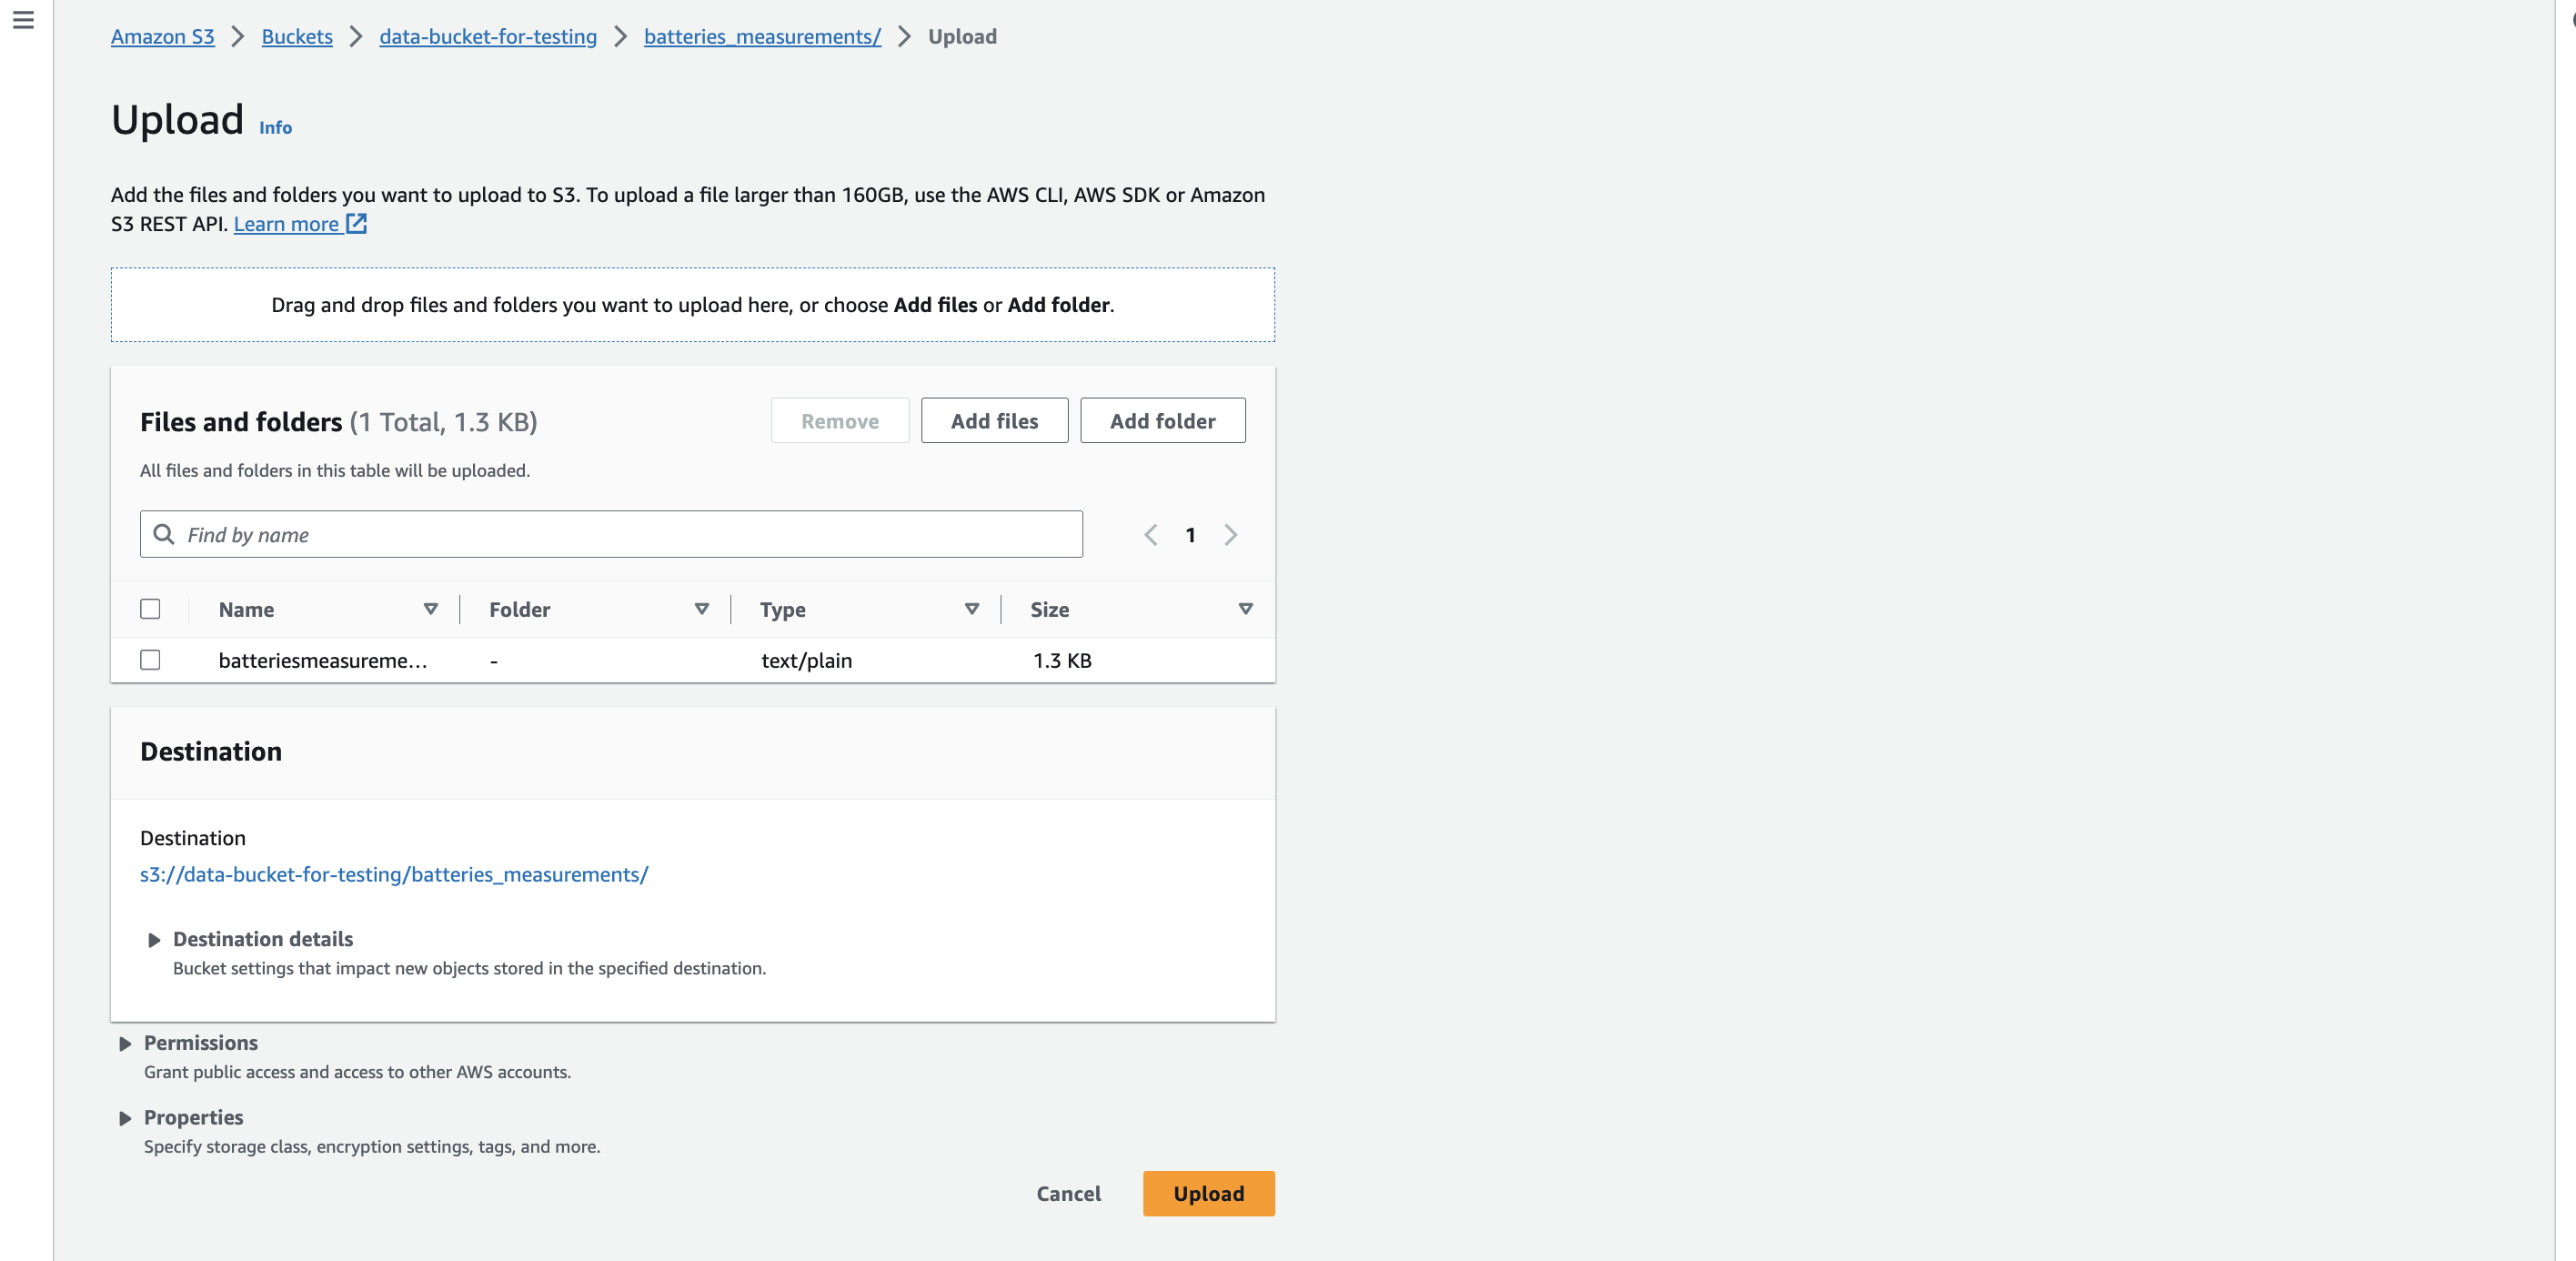 Amazon S3 > Buckets > data-bucket-for-testing > batteries_measurements/ > Upload
Upload Info
Add the files and folders you want to upload to S3. To upload a file larger than 160GB, use the AWS CLI, AWS SDK or Amazon
S3 REST API. Learn more
Drag and drop files and folders you want to upload here, or choose Add files or Add folder.
Files and folders (1 Total, 1.3 KB) Remove Add files Add folder
All files and folders in this table will be uploaded.
Find by name 1
Name Folder Type Size
batteriesmeasureme... - text/plain 1.3 KB
Destination
Destination
s3://data-bucket-for-testing/batteries_measurements/
Destination details
Bucket settings that impact new objects stored in the specified destination.
Permissions
Grant public access and access to other AWS accounts.
Properties
Specify storage class, encryption settings, tags, and more.
Cancel Upload